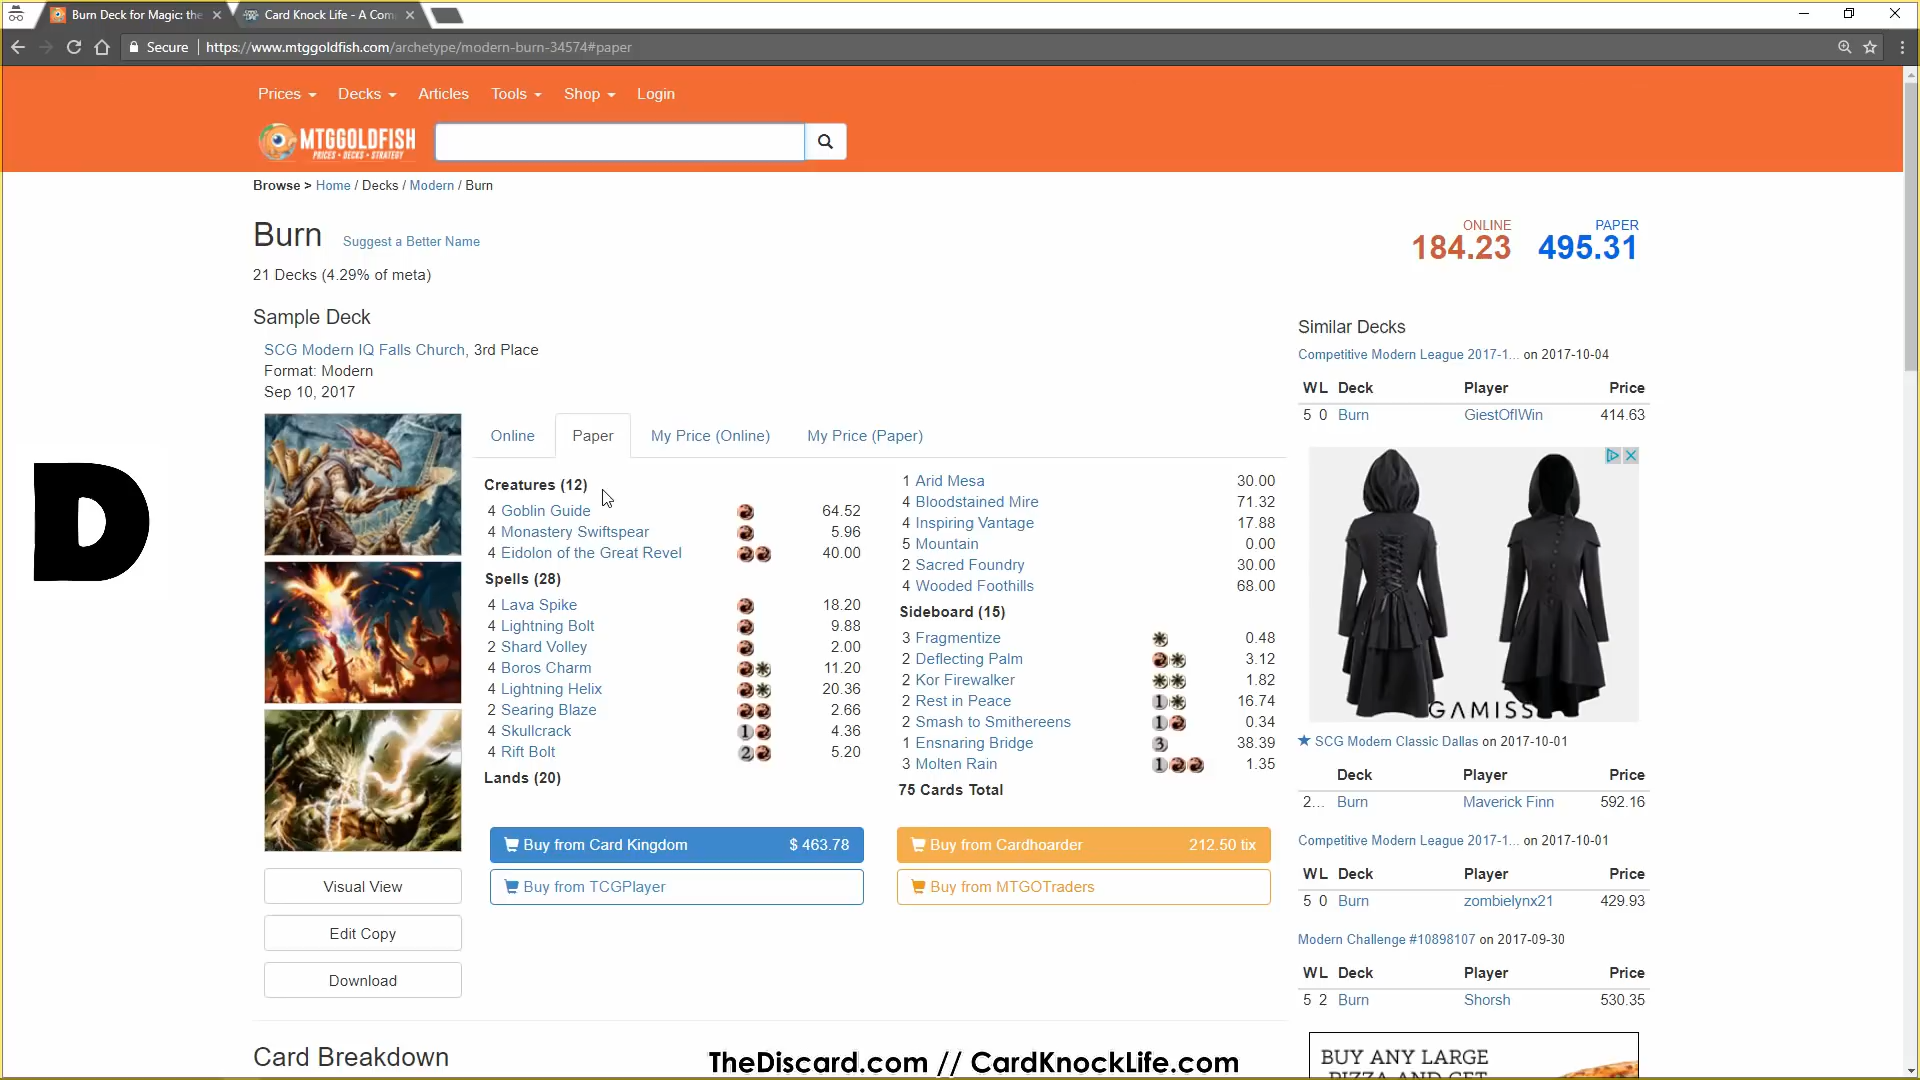 Burn Deck for Magic: the
Card Knock Life - A Com
Secure https://www.mtggoldfish.com/archetype/modern-burn-34574#paper
Prices Decks Articles Tools Shop Login
MTGGOLDFISH
PRICES • DECKS • STRATEGY
Browse > Home / Decks / Modern / Burn
Burn Suggest a Better Name
ONLINE PAPER
184.23 495.31
21 Decks (4.29% of meta)
Sample Deck
SCG Modern IQ Falls Church, 3rd Place
Format: Modern
Sep 10, 2017
Online Paper My Price (Online) My Price (Paper)
Creatures (12)
4 Goblin Guide 64.52
4 Monastery Swiftspear 5.96
4 Eidolon of the Great Revel 40.00
Spells (28)
4 Lava Spike 18.20
4 Lightning Bolt 9.88
2 Shard Volley 2.00
4 Boros Charm 11.20
4 Lightning Helix 20.36
2 Searing Blaze 2.66
4 Skullcrack 1 4.36
4 Rift Bolt 2 5.20
Lands (20)
1 Arid Mesa 30.00
4 Bloodstained Mire 71.32
4 Inspiring Vantage 17.88
5 Mountain 0.00
2 Sacred Foundry 30.00
4 Wooded Foothills 68.00
Sideboard (15)
3 Fragmentize 0.48
2 Deflecting Palm 3.12
2 Kor Firewalker 1.82
2 Rest in Peace 1 16.74
2 Smash to Smithereens 1 0.34
1 Ensnaring Bridge 3 38.39
3 Molten Rain 1 1.35
75 Cards Total
Buy from Card Kingdom $ 463.78
Buy from TCGPlayer
Buy from Cardhoarder 212.50 tix
Buy from MTGOTraders
Visual View
Edit Copy
Download
Card Breakdown
Similar Decks
Competitive Modern League 2017-1... on 2017-10-04
W L Deck Player Price
5 0 Burn GiestOfIWin 414.63
GAMISS
SCG Modern Classic Dallas on 2017-10-01
Deck Player Price
2... Burn Maverick Finn 592.16
Competitive Modern League 2017-1... on 2017-10-01
W L Deck Player Price
5 0 Burn zombielynx21 429.93
Modern Challenge #10898107 on 2017-09-30
W L Deck Player Price
5 2 Burn Shorsh 530.35
BUY ANY LARGE
PIZZA AND GET
D
TheDiscard.com // CardKnockLife.com